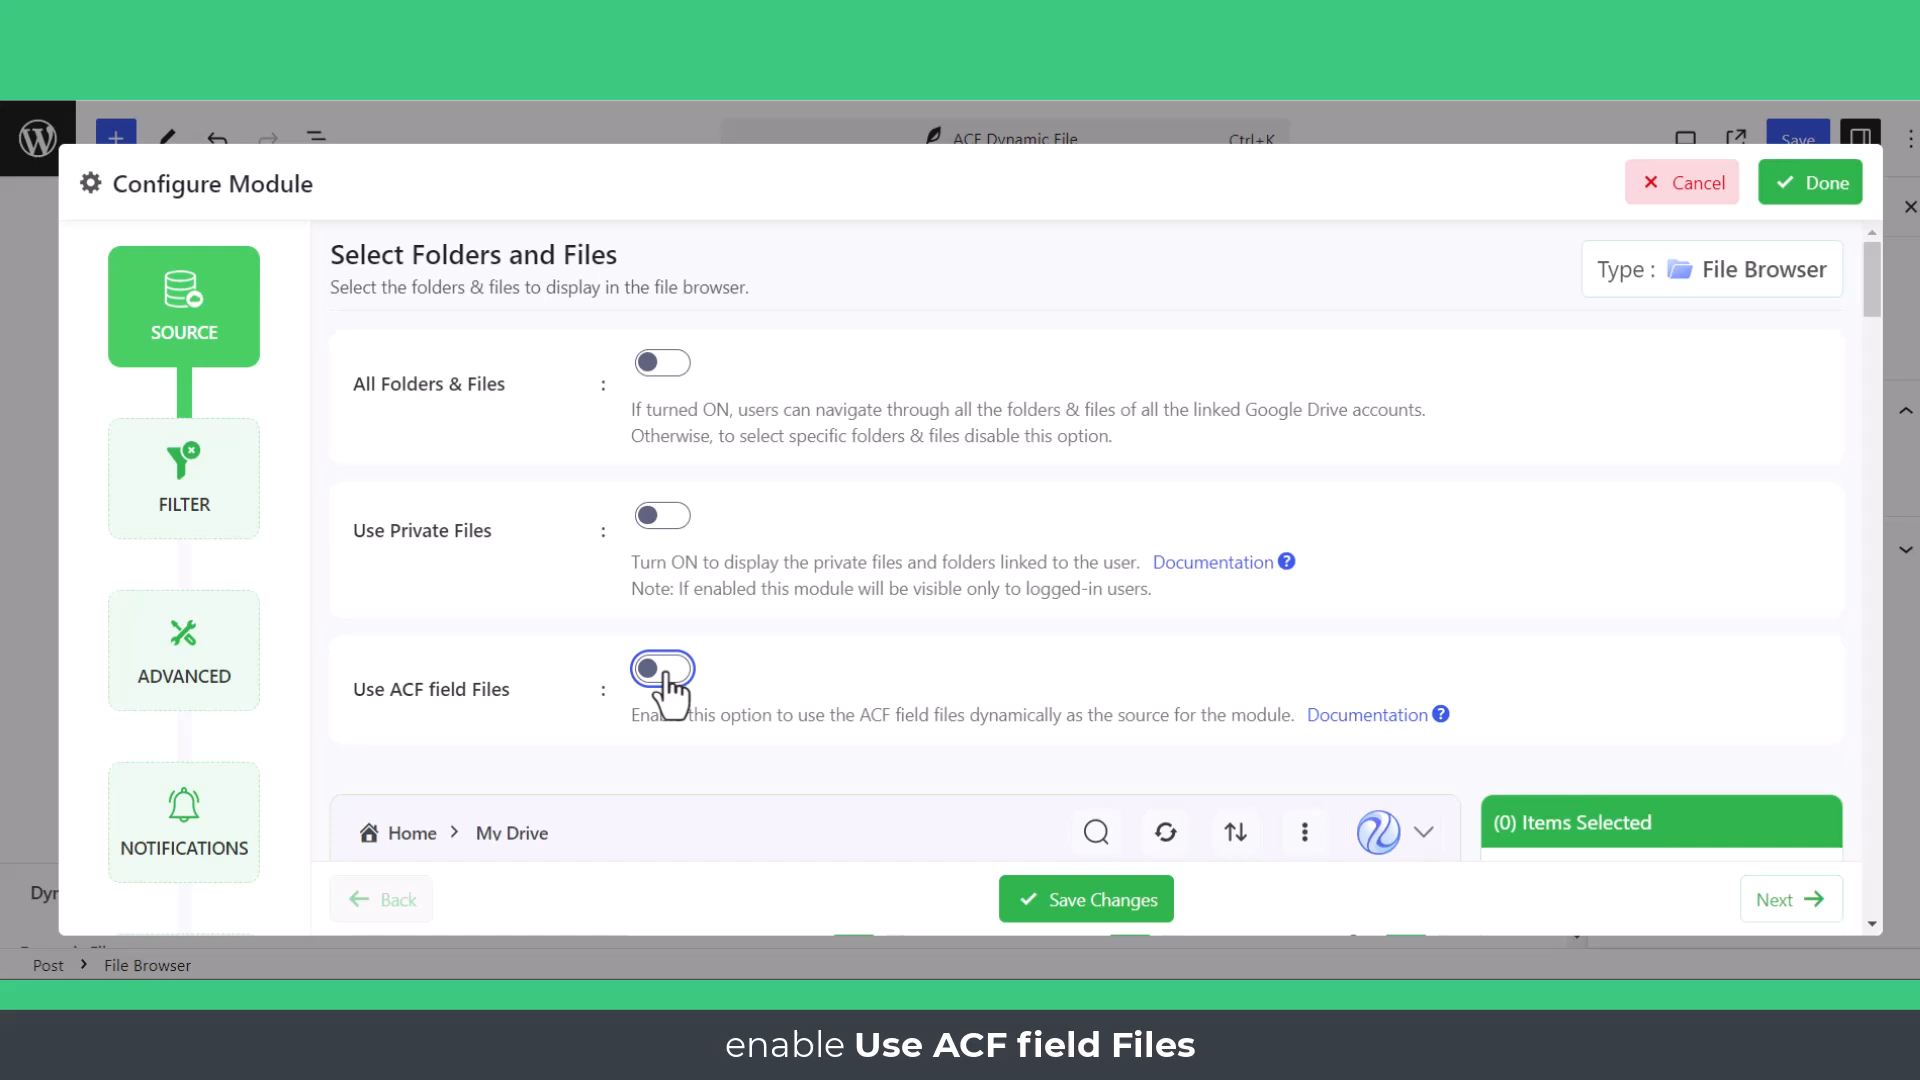 ACF Dynamic File
Ctrl+K
Save
Configure Module
Cancel
Done
SOURCE
FILTER
ADVANCED
NOTIFICATIONS
Select Folders and Files
Select the folders & files to display in the file browser.
Type : File Browser
All Folders & Files :
If turned ON, users can navigate through all the folders & files of all the linked Google Drive accounts.
Otherwise, to select specific folders & files disable this option.
Use Private Files :
Turn ON to display the private files and folders linked to the user. Documentation
Note: If enabled this module will be visible only to logged-in users.
Use ACF field Files :
this option to use the ACF field files dynamically as the source for the module. Documentation
Home > My Drive
(0) Items Selected
Back
Save Changes
Next
Dyn
Post > File Browser
enable Use ACF field Files